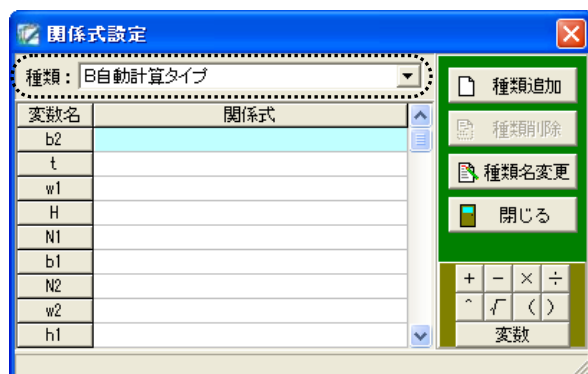 関係式設定
種類： B自動計算タイプ
変数名 関係式
b2
t
w1
H
N1
b1
N2
w2
h1
種類追加
種類削除
種類名変更
閉じる
+ － × ÷
^ √ ( )
変数